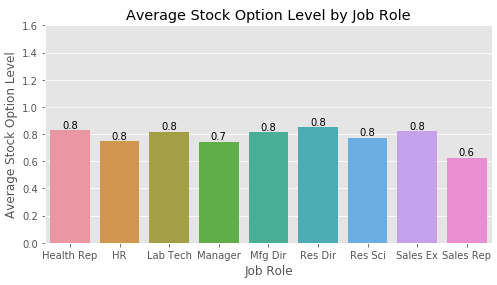 Average Stock Option Level by Job Role
Average Stock Option Level
1.6
1.4
1.2
1.0
0.8
0.6
0.4
0.2
0.0
0.8
0.8
0.8
0.7
0.8
0.8
0.8
0.8
0.6
Health Rep
HR
Lab Tech
Manager
Mfg Dir
Res Dir
Res Sci
Sales Ex
Sales Rep
Job Role